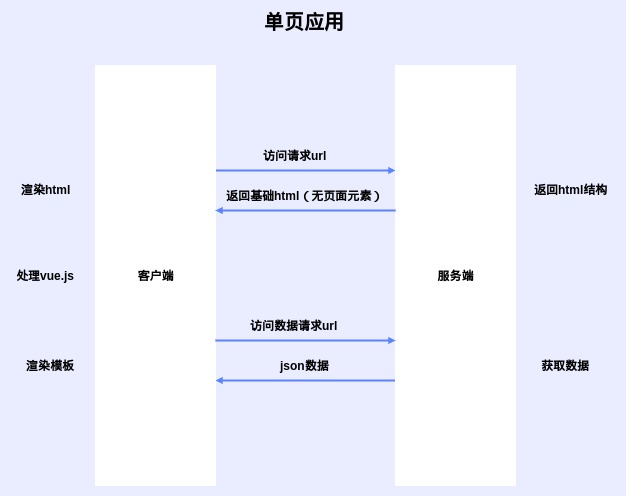 单页应用
访问请求url
渲染html
返回基础html（无页面元素）
返回html结构
处理vue.js
客户端
服务端
访问数据请求url
渲染模板
json数据
获取数据